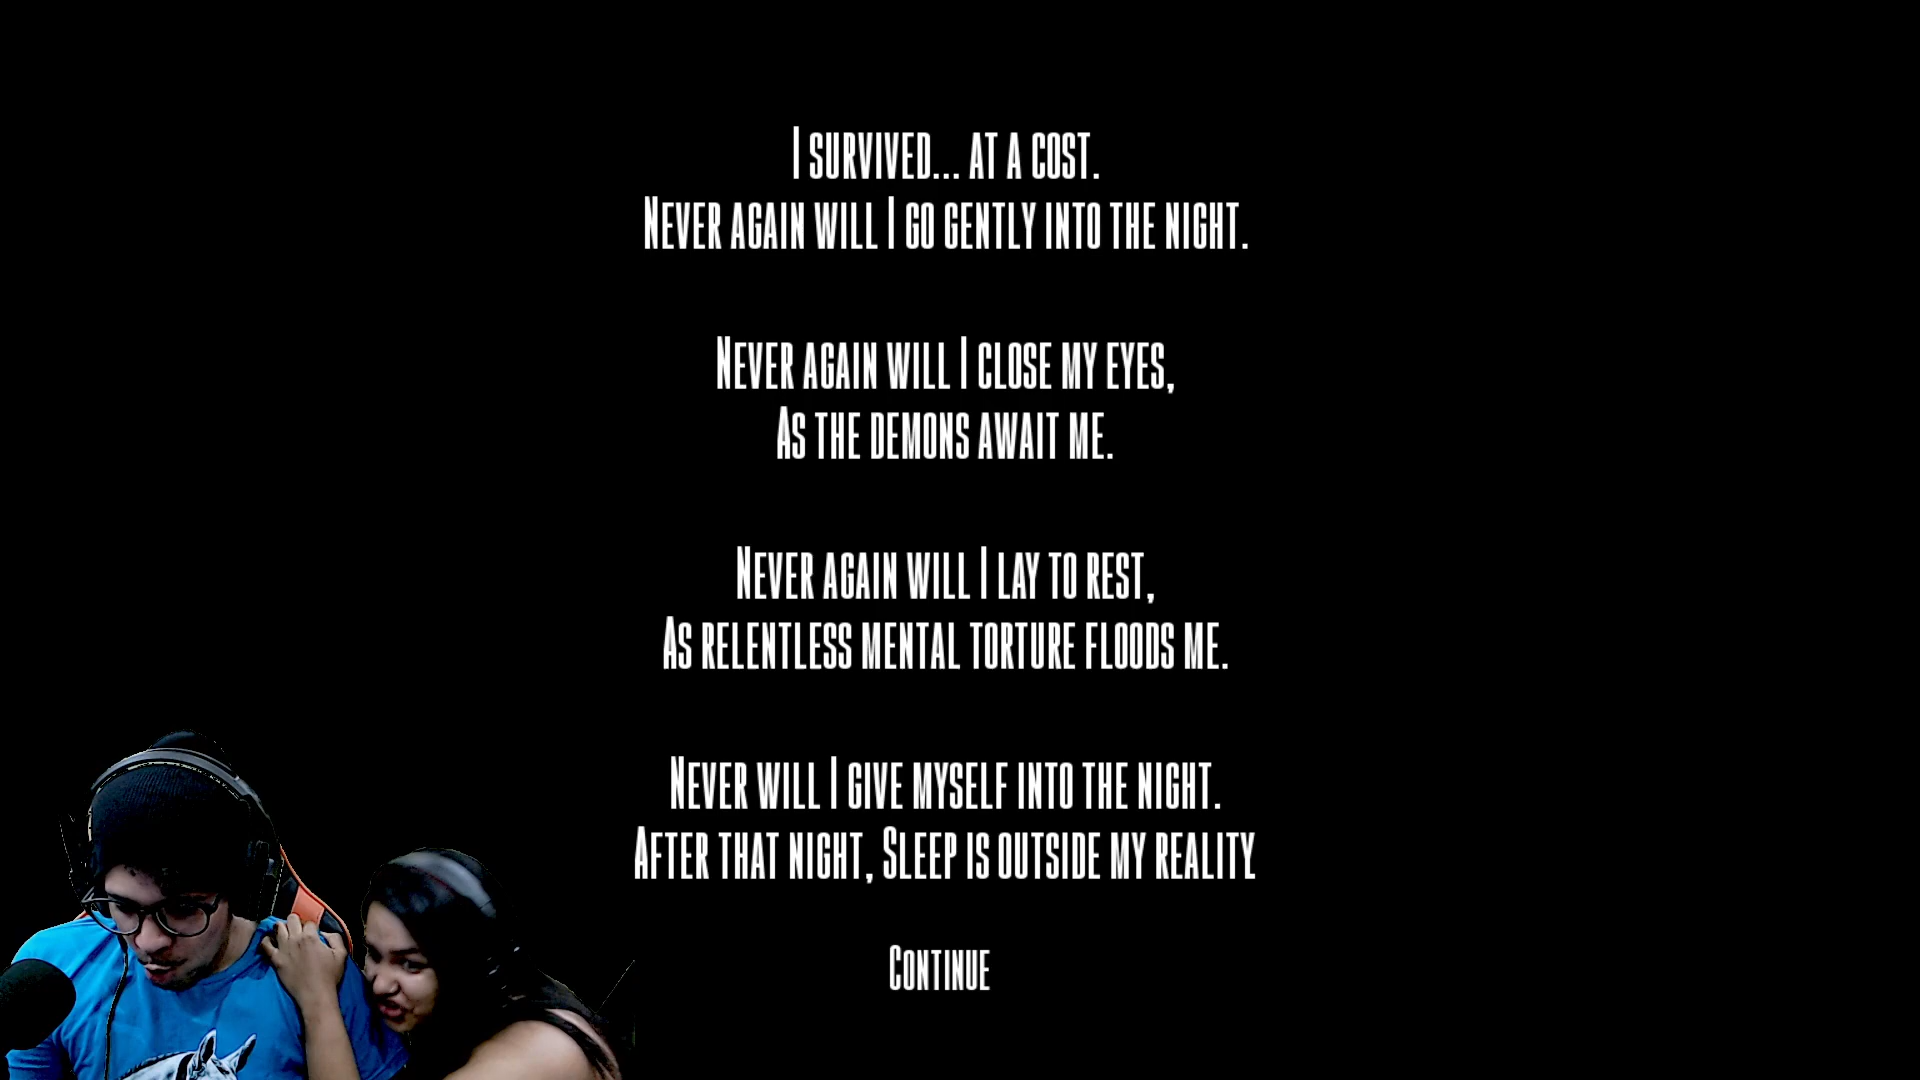 I survived... at a cost.
Never again will I go gently into the night.
Never again will I close my eyes,
As the demons await me.
Never again will I lay to rest,
As relentless mental torture floods me.
Never will I give myself into the night.
After that night, Sleep is outside my reality.
Continue